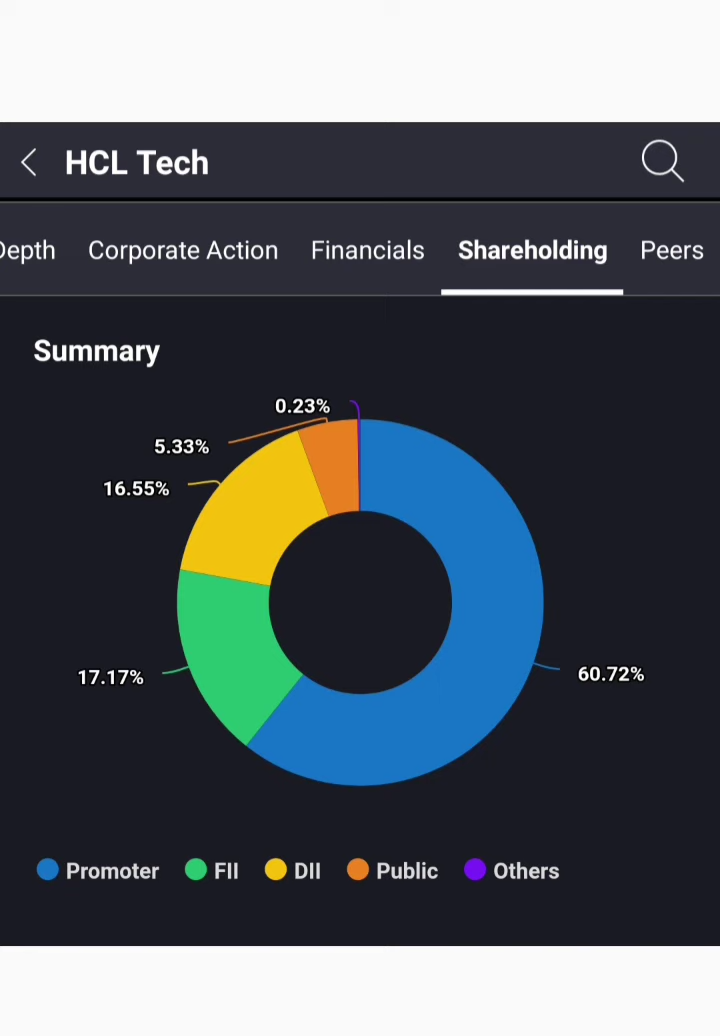 HCL Tech
Depth Corporate Action Financials Shareholding Peers
Summary
0.23%
5.33%
16.55%
17.17%
60.72%
Promoter FII DII Public Others